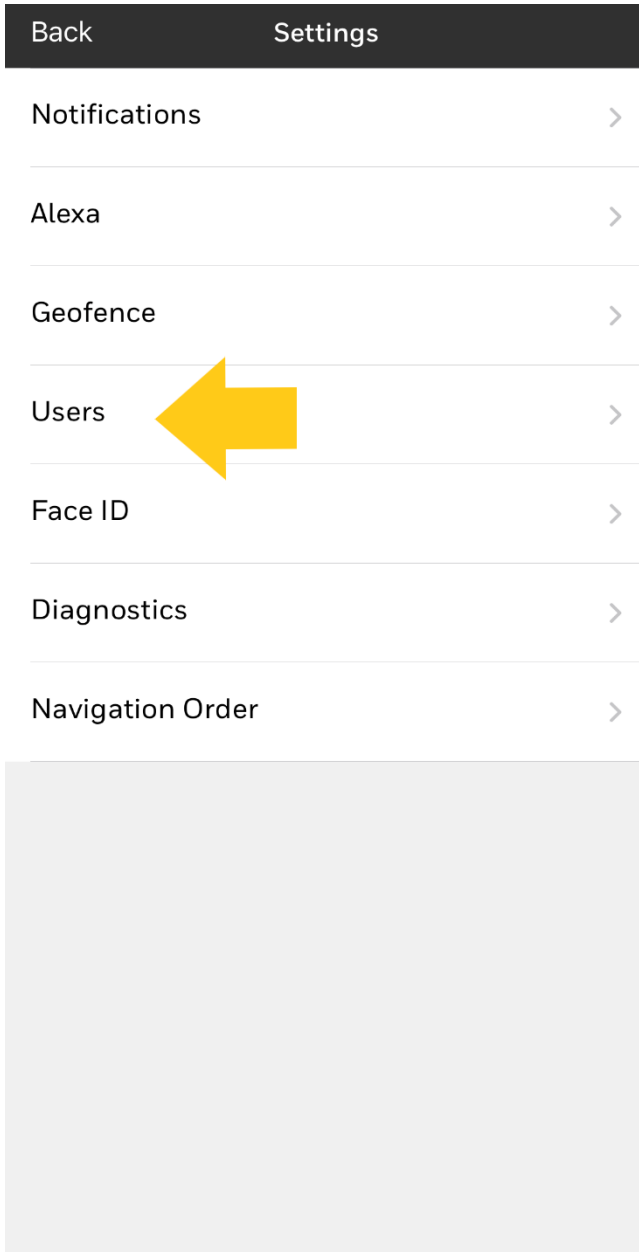 Back Settings
Notifications
Alexa
Geofence
Users
Face ID
Diagnostics
Navigation Order